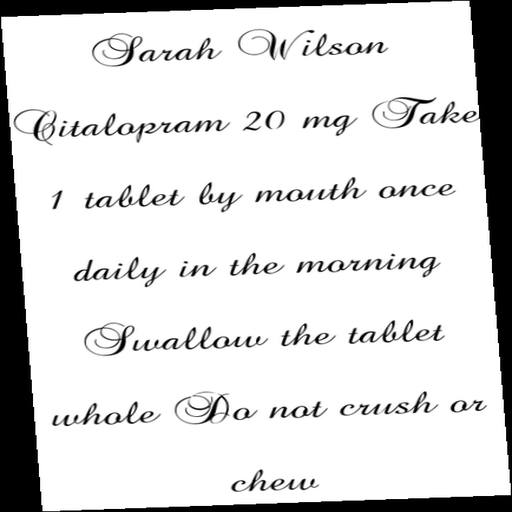 Sarah Wilson
Citalopram 20 mg Take
1 tablet by mouth once
daily in the morning
Swallow the tablet
whole Do not crush or
chew